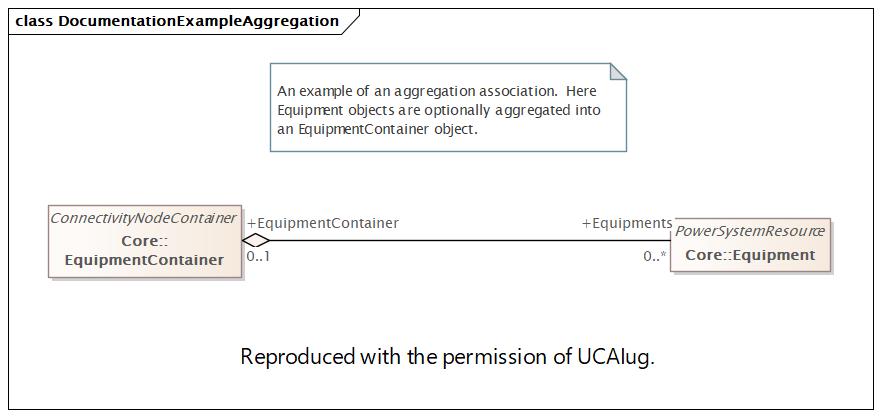 class DocumentationExampleAggregation
An example of an aggregation association.  Here
Equipment objects are optionally aggregated into
an EquipmentContainer object.
ConnectivityNodeContainer
Core::
EquipmentContainer
+EquipmentContainer
0..1
+Equipments
0..*
PowerSystemResource
Core::Equipment
Reproduced with the permission of UCAIug.